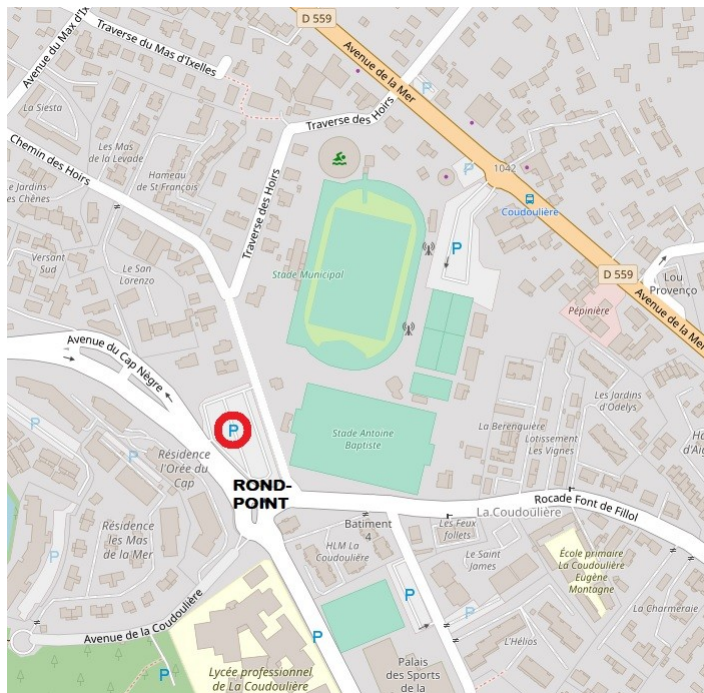 D 559
Avenue du Max d'Ix
Traverse du Mas d'Ixelles
Avenue de la Mer
P
La Siesta
Traverse des Hoirs
Chemin des Hoirs
Les Mas
de la Levade
Hameau
de St François
1042
P
e Jardins
es Chênes
Traverse des Hoirs
Coudoulière
Versant
Sud
Le San
Lorenzo
Stade Municipal
P
D 559
Lou
Provenço
Pépinière
Avenue de la Mer
Avenue du Cap Nègre
Les Jardins
d'Odelys
P
P
Résidence
l'Orée du
Cap
Stade Antoine
Baptiste
La Berenguière
Lotissement
Les Vignes
Ha
d'Aig
ROND-
POINT
Rocade Font de Fillol
La Coudoulière
Batiment
4
Les Feux
follets
Résidence
les Mas
de la Mer
P
HLM La
Coudoulière
Le Saint
James
École primaire
La Coudoulière
Eugène
Montagne
P
P
La Charmeraie
Avenue de la Coudoulière
P
L'Hélios
P
Lycée professionnel
de La Coudoulière
Palais
des Sports
de la